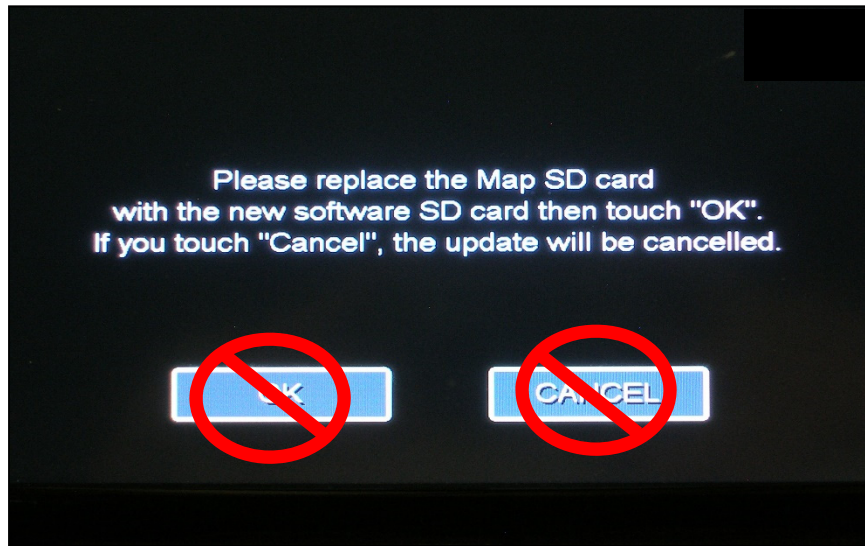 Please replace the Map SD card
with the new software SD card then touch "OK".
If you touch "Cancel", the update will be cancelled.
OK CANCEL